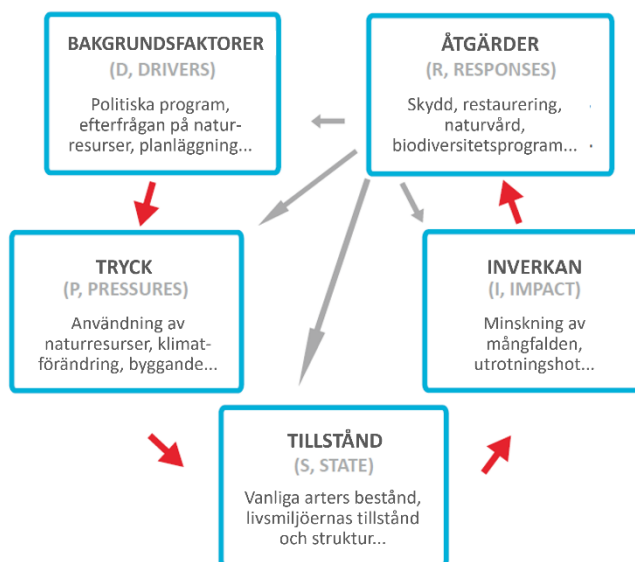 BAKGRUNDSFAKTORER
(D, DRIVERS)
Politiska program,
efterfrågan på natur-
resurser, planläggning...
ÅTGÄRDER
(R, RESPONSES)
Skydd, restaurering,
naturvård,
biodiversitetsprogram...
TRYCK
(P, PRESSURES)
Användning av
naturresurser, klimat-
förändring, byggande...
INVERKAN
(I, IMPACT)
Minskning av
mångfalden,
utrotningshot...
TILLSTÅND
(S, STATE)
Vanliga arters bestånd,
livsmiljöernas tillstånd
och struktur...